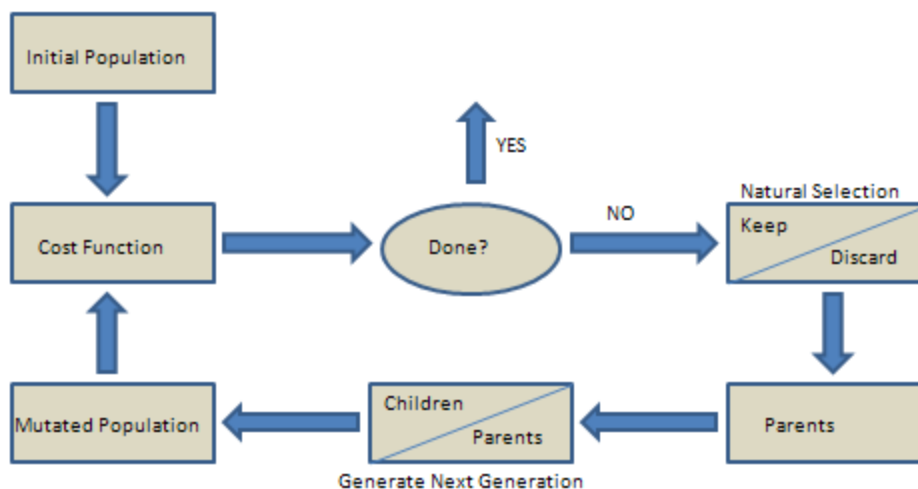 Initial Population
YES
Natural Selection
NO
Keep
Cost Function
Done?
Discard
Children
Mutated Population
Parents
Parents
Generate Next Generation